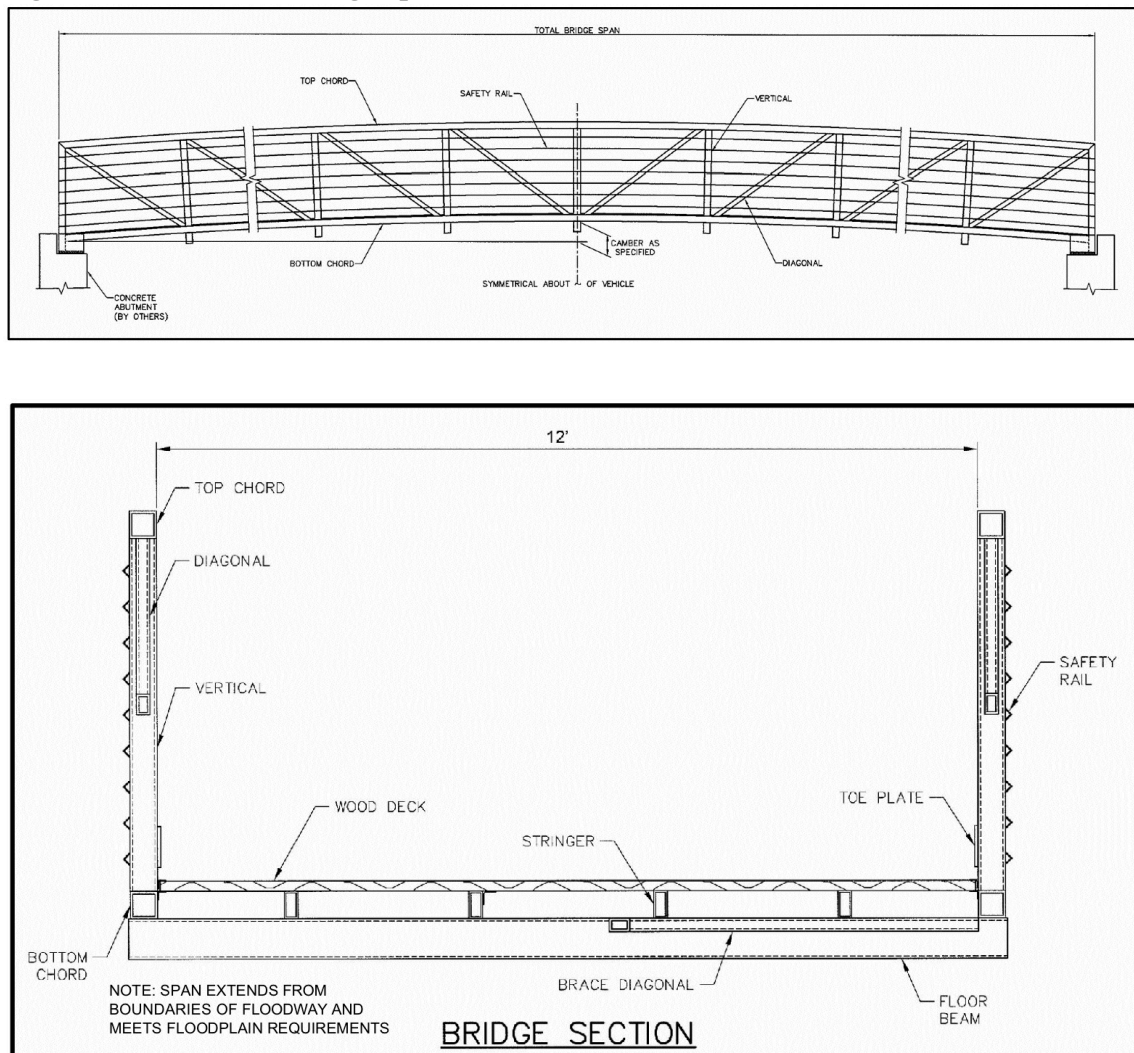 TOTAL BRIDGE SPAN
TOP CHORD
SAFETY RAIL
VERTICAL
BOTTOM CHORD
CAMBER AS
SPECIFIED
DIAGONAL
SYMMETRICAL ABOUT OF VEHICLE
CONCRETE
ABUTMENT
(BY OTHERS)
12'
TOP CHORD
DIAGONAL
SAFETY
RAIL
VERTICAL
WOOD DECK
TOE PLATE
STRINGER
BOTTOM
CHORD
BRACE DIAGONAL
FLOOR
BEAM
NOTE: SPAN EXTENDS FROM
BOUNDARIES OF FLOODWAY AND
MEETS FLOODPLAIN REQUIREMENTS
BRIDGE SECTION